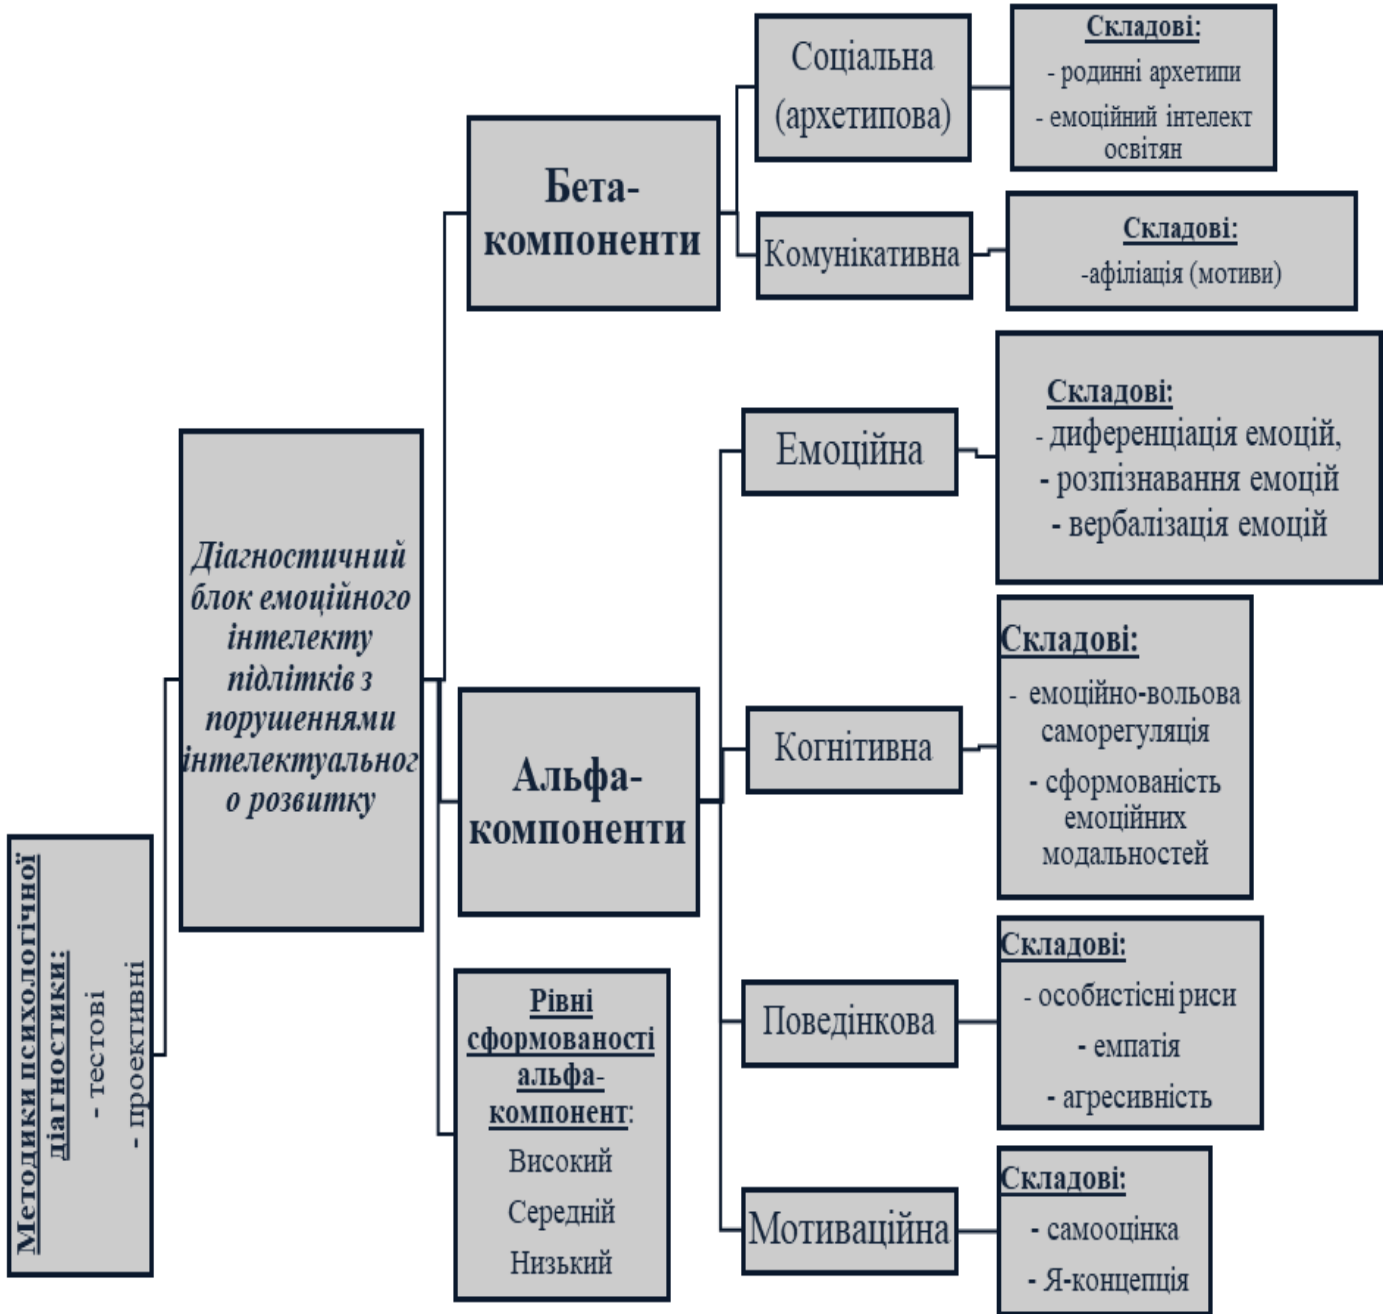 Методики психологічної
діагностики:
- тестові
- проективні
Діагностичний
блок емоційного
інтелекту
підлітків з
порушеннями
інтелектуальног
о розвитку
Бета-
компоненти
Соціальна
(архетипова)
Складові:
- родинні архетипи
- емоційний інтелект
освітян
Комунікативна
Складові:
-афіліація (мотиви)
Альфа-
компоненти
Емоційна
Складові:
- диференціація емоцій,
- розпізнавання емоцій
- вербалізація емоцій
Когнітивна
Складові:
- емоційно-вольова
саморегуляція
- сформованість
емоційних
модальностей
Поведінкова
Складові:
- особистісні риси
- емпатія
- агресивність
Мотиваційна
Складові:
- самооцінка
- Я-концепція
Рівні
сформованості
альфа-
компонент:
Високий
Середній
Низький